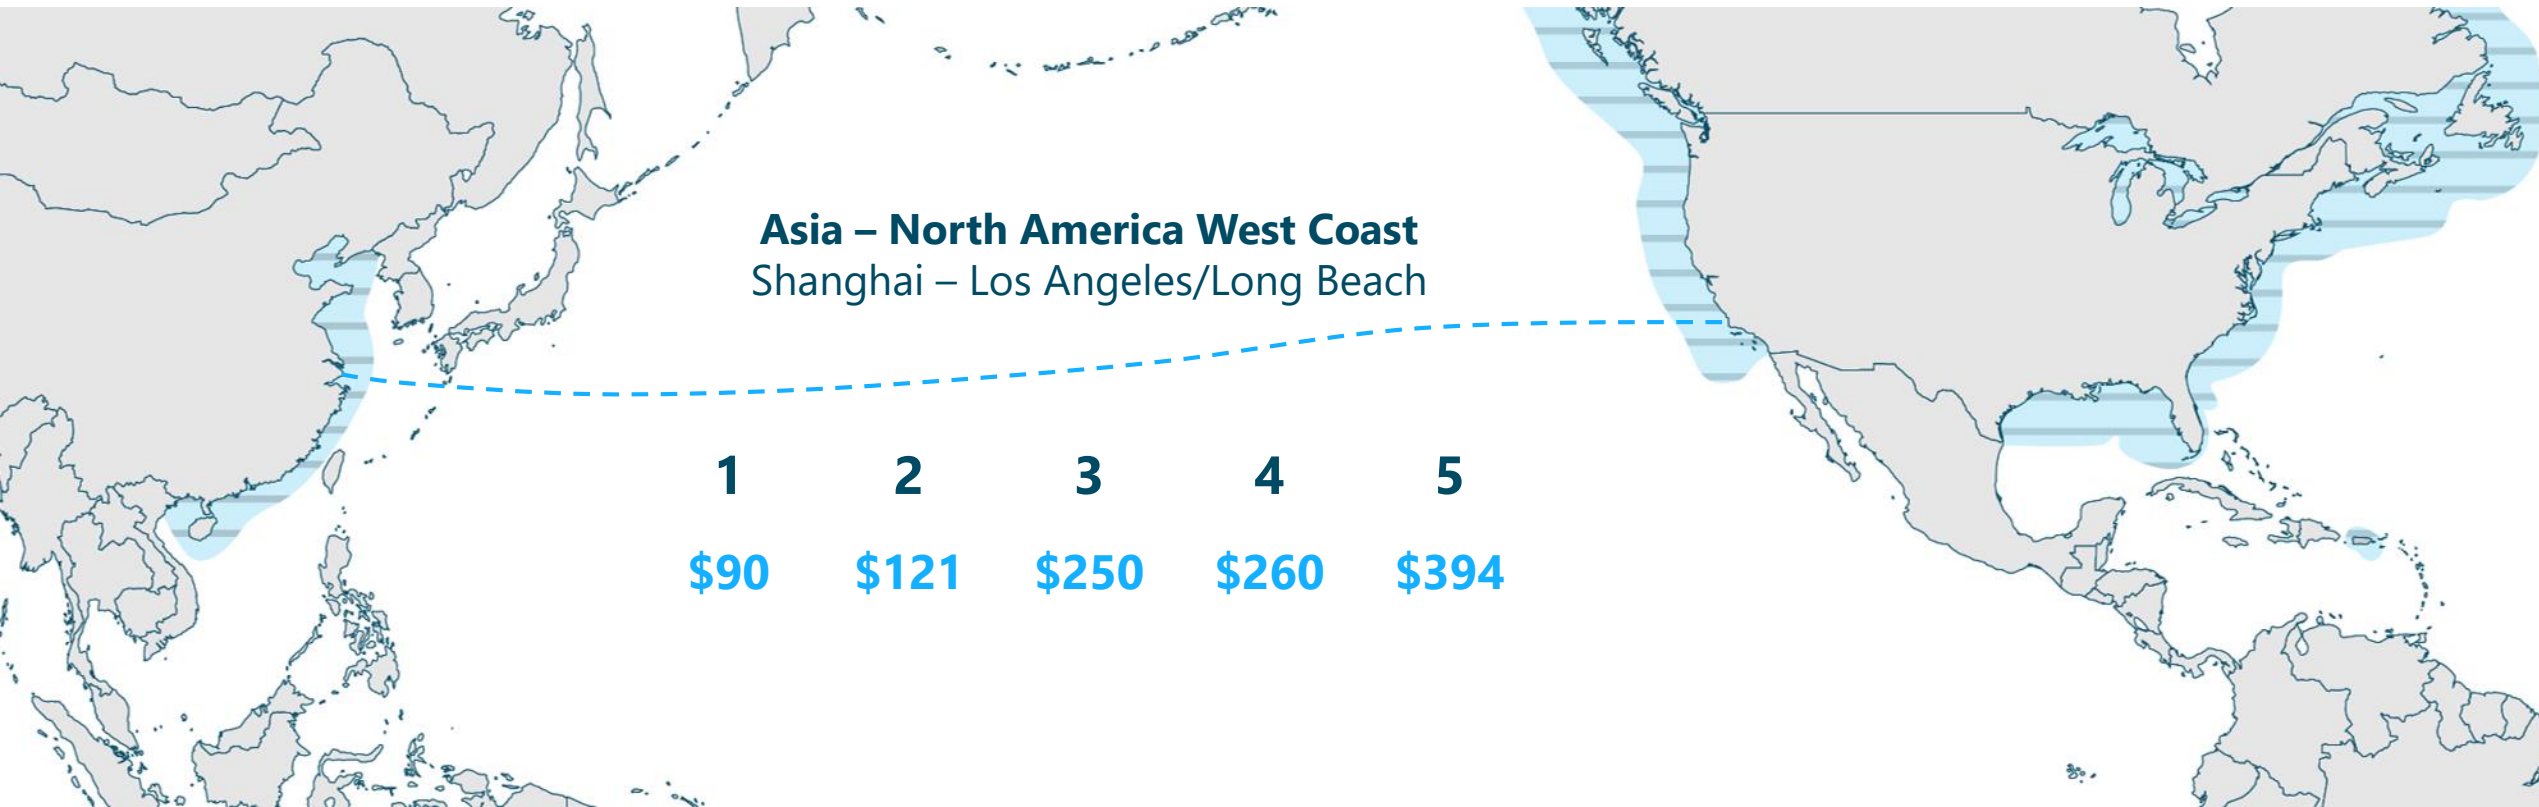 Asia – North America West Coast
Shanghai – Los Angeles/Long Beach
1 2 3 4 5
$90 $121 $250 $260 $394